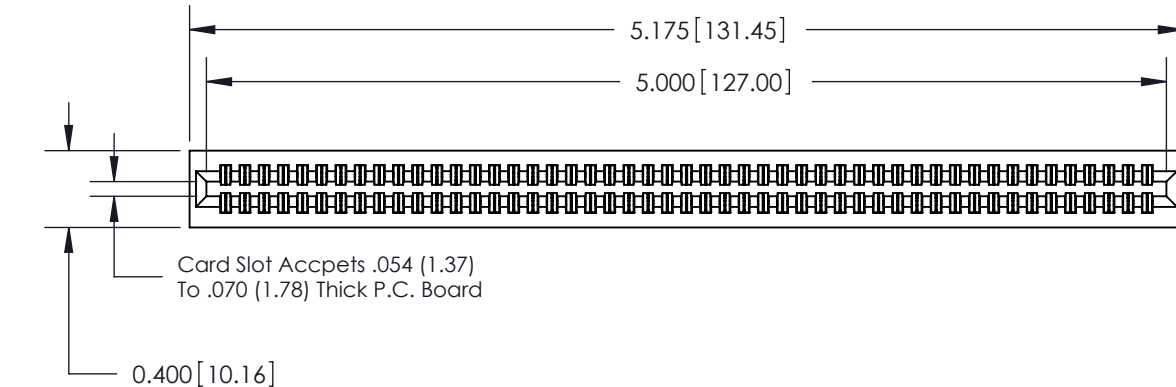 5.175[131.45]
5.000[127.00]
Card Slot Accpets .054 (1.37)
To .070 (1.78) Thick P.C. Board
0.400[10.16]